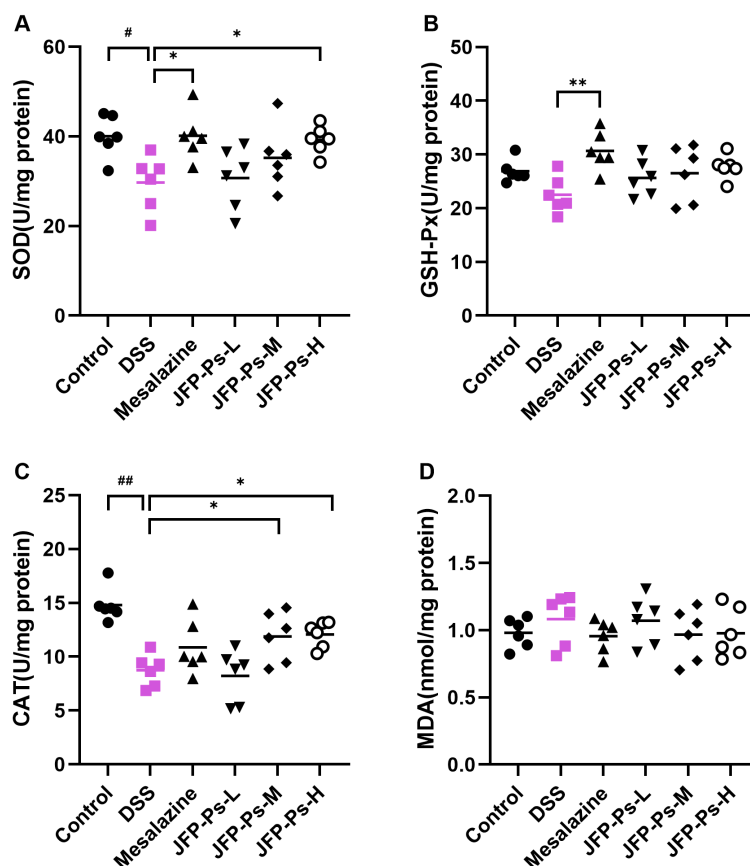 A
SOD(U/mg protein)
60
40
20
0
#
*
*
Control
DSS
Mesalazine
JFP-Ps-L
JFP-Ps-M
JFP-Ps-H
B
GSH-Px(U/mg protein)
50
40
30
20
10
0
**
Control
DSS
Mesalazine
JFP-Ps-L
JFP-Ps-M
JFP-Ps-H
C
CAT(U/mg protein)
25
20
15
10
5
0
##
*
*
Control
DSS
Mesalazine
JFP-Ps-L
JFP-Ps-M
JFP-Ps-H
D
MDA(nmol/mg protein)
2.0
1.5
1.0
0.5
0.0
Control
DSS
Mesalazine
JFP-Ps-L
JFP-Ps-M
JFP-Ps-H